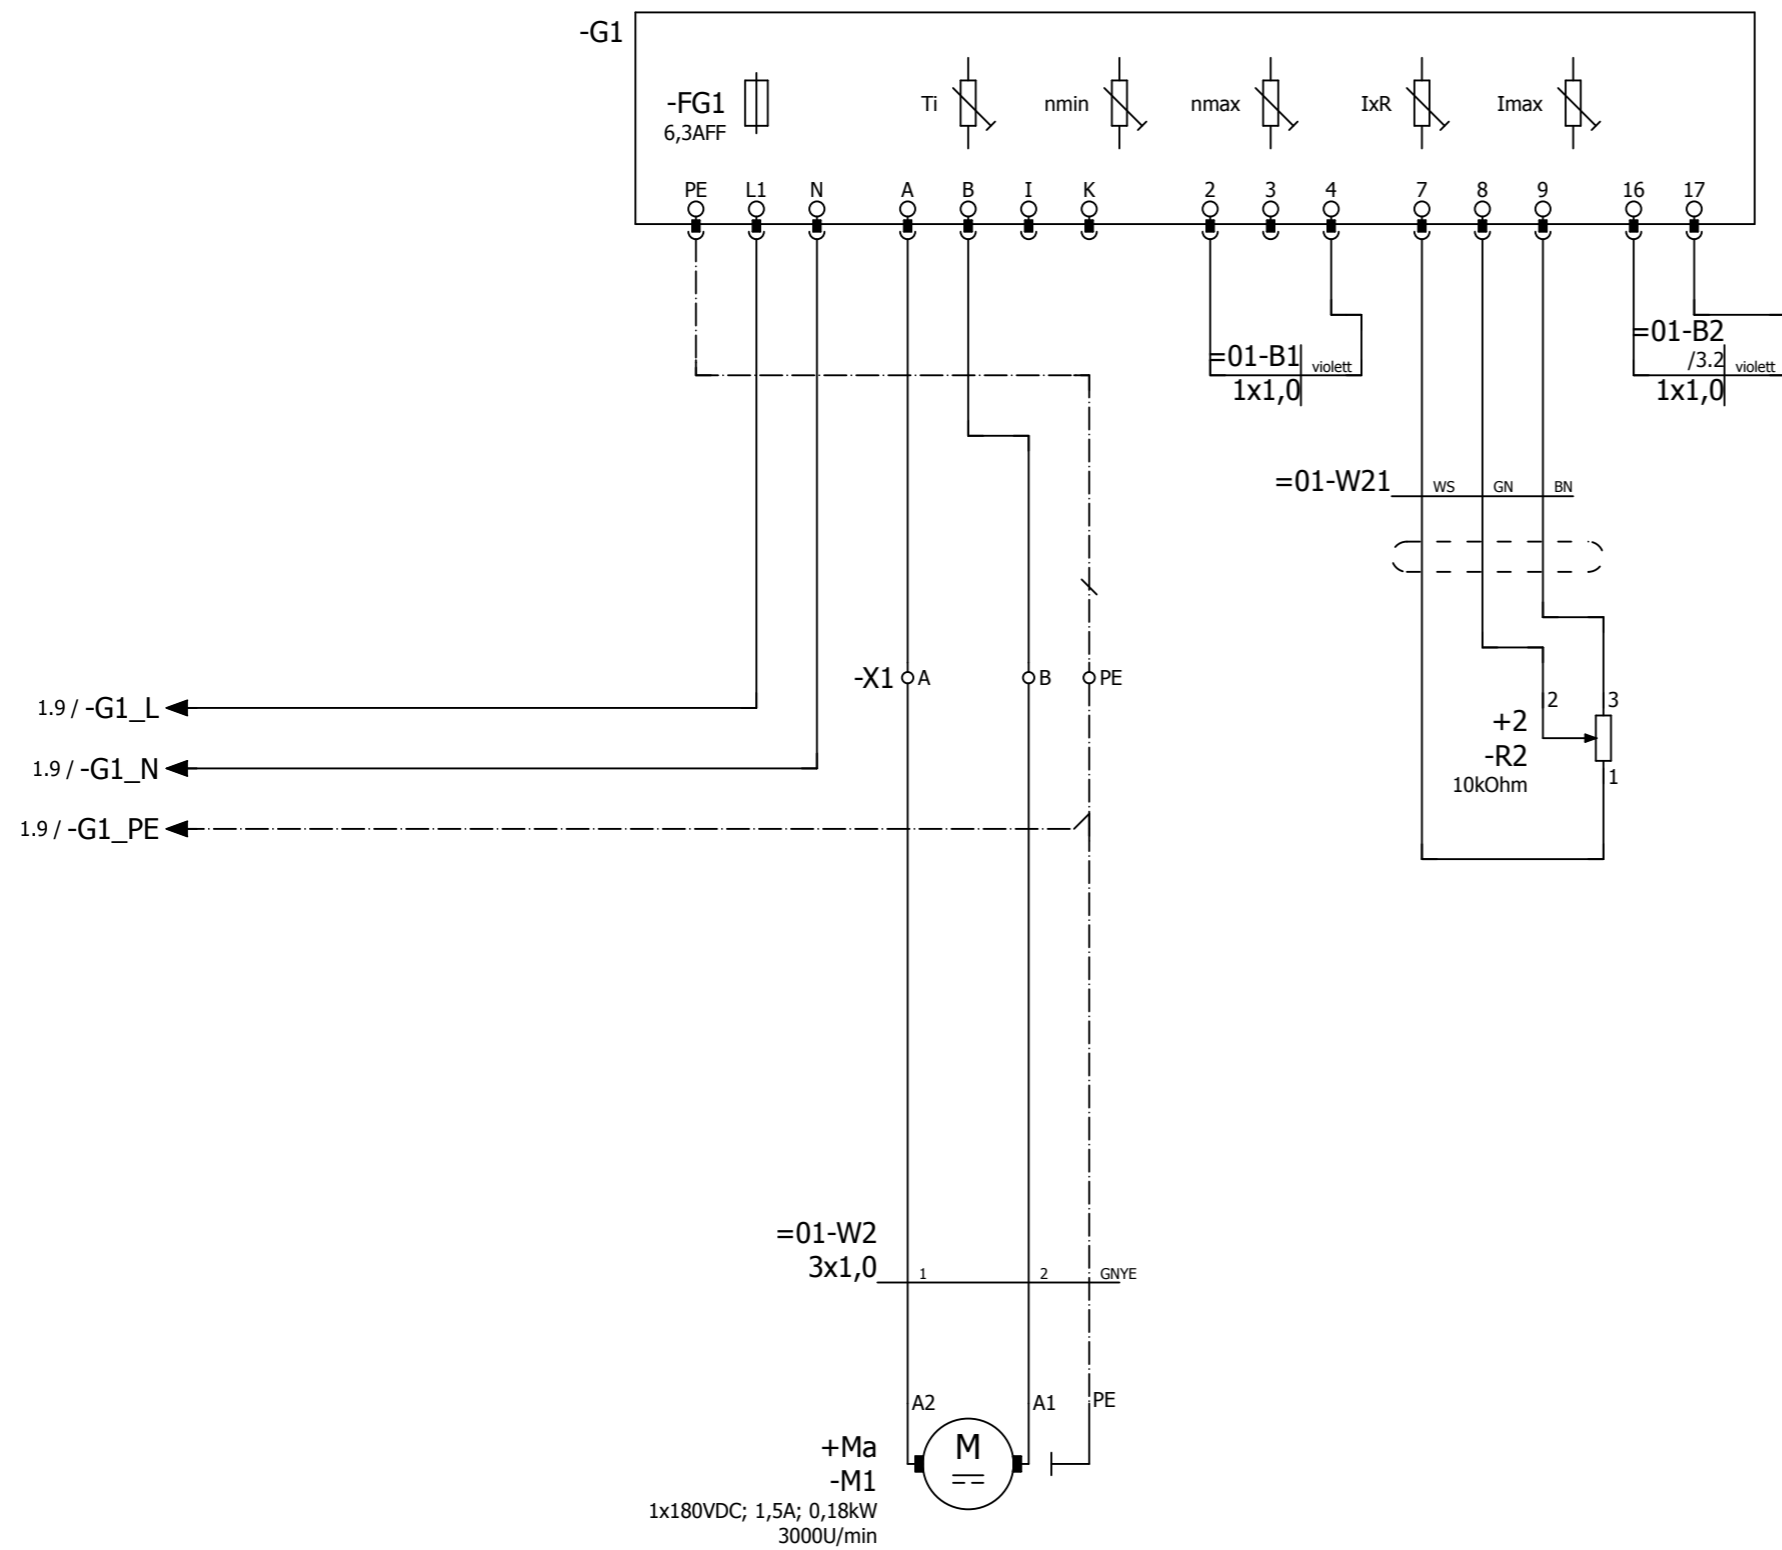 -G1
-FG1
6,3AFF
Ti
nmin
nmax
IxR
Imax
PE L1 N A B I K 2 3 4 7 8 9 16 17
=01-B1 violett
1x1,0
=01-B2
/3.2 violett
1x1,0
=01-W21 WS GN BN
-X1 A B PE
1.9 / -G1_L
1.9 / -G1_N
1.9 / -G1_PE
2 3
+2
-R2
10kOhm
1
=01-W2
3x1,0 1 2 GNYE
A2 A1 PE
+Ma
-M1
M
1x180VDC; 1,5A; 0,18kW
3000U/min